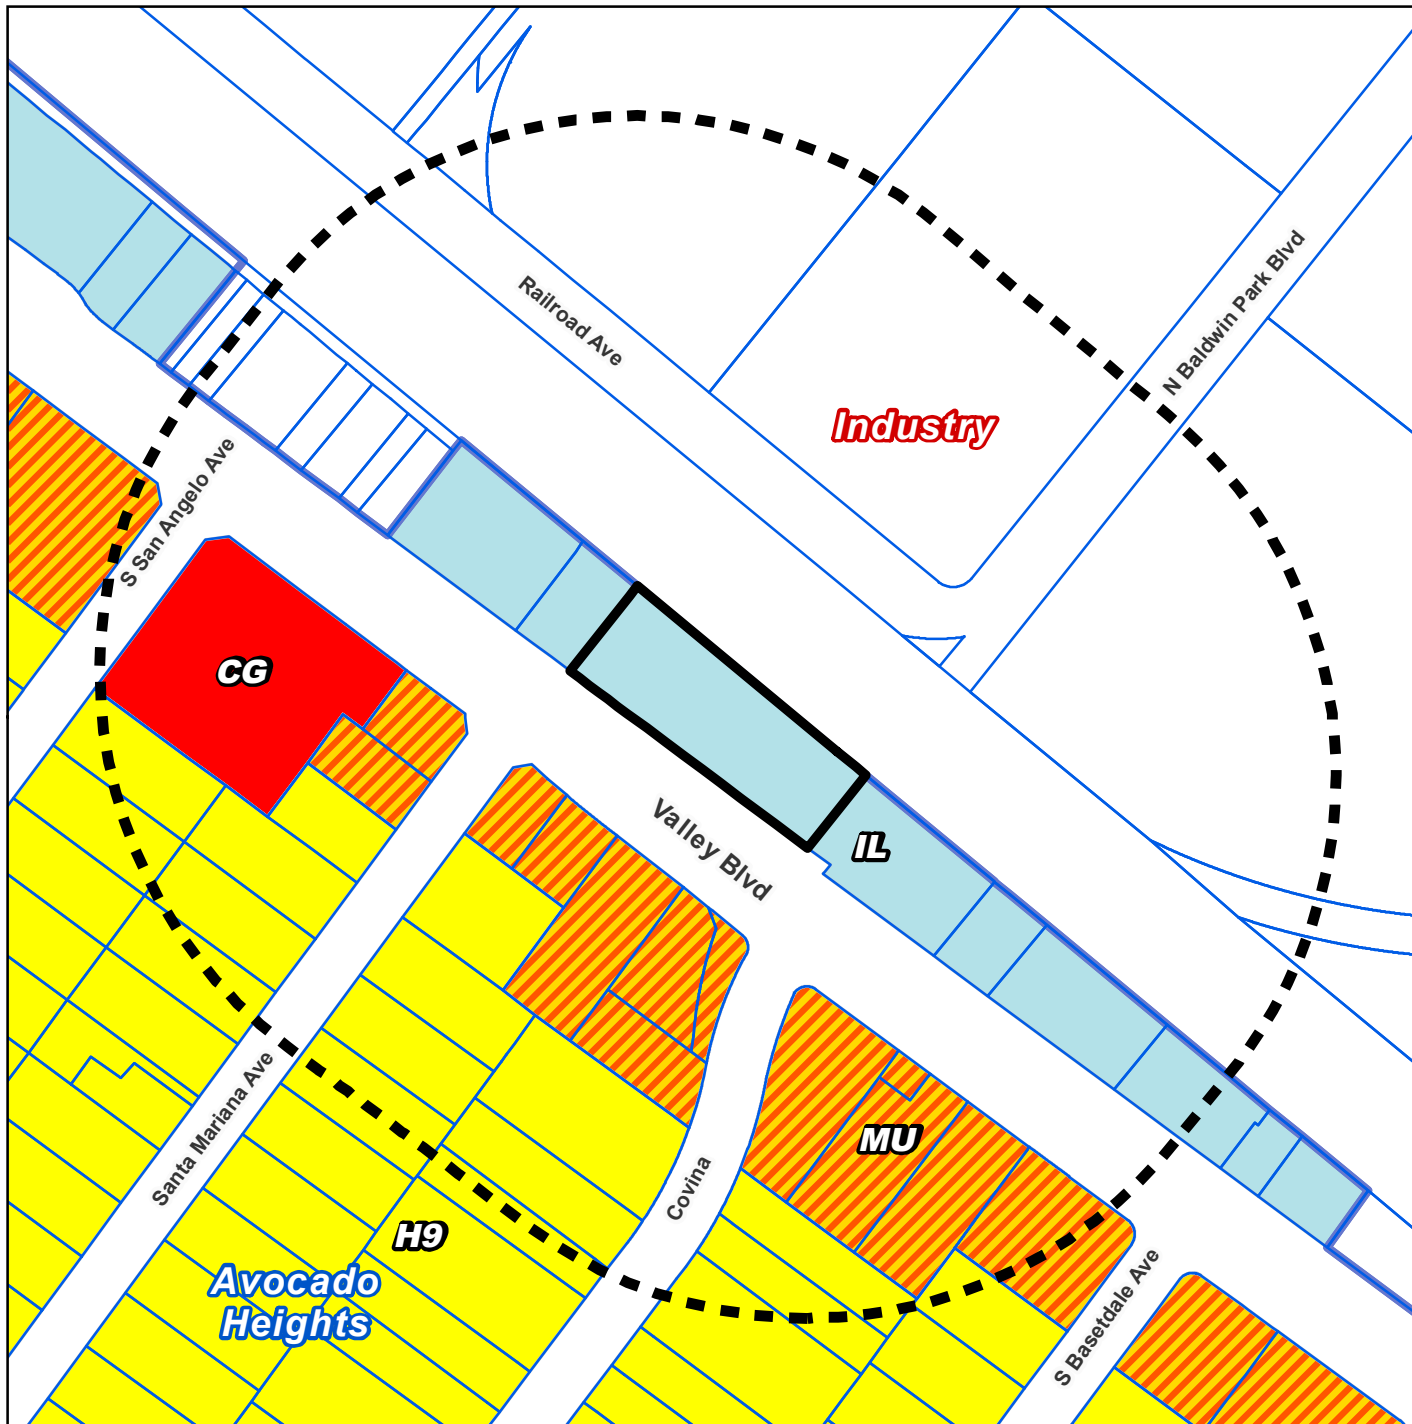 Railroad Ave
N Baldwin Park Blvd
Industry
S San Angelo Ave
CG
Valley Blvd
IL
MU
Santa Mariana Ave
Covina
H9
Avocado
Heights
S Basetdale Ave